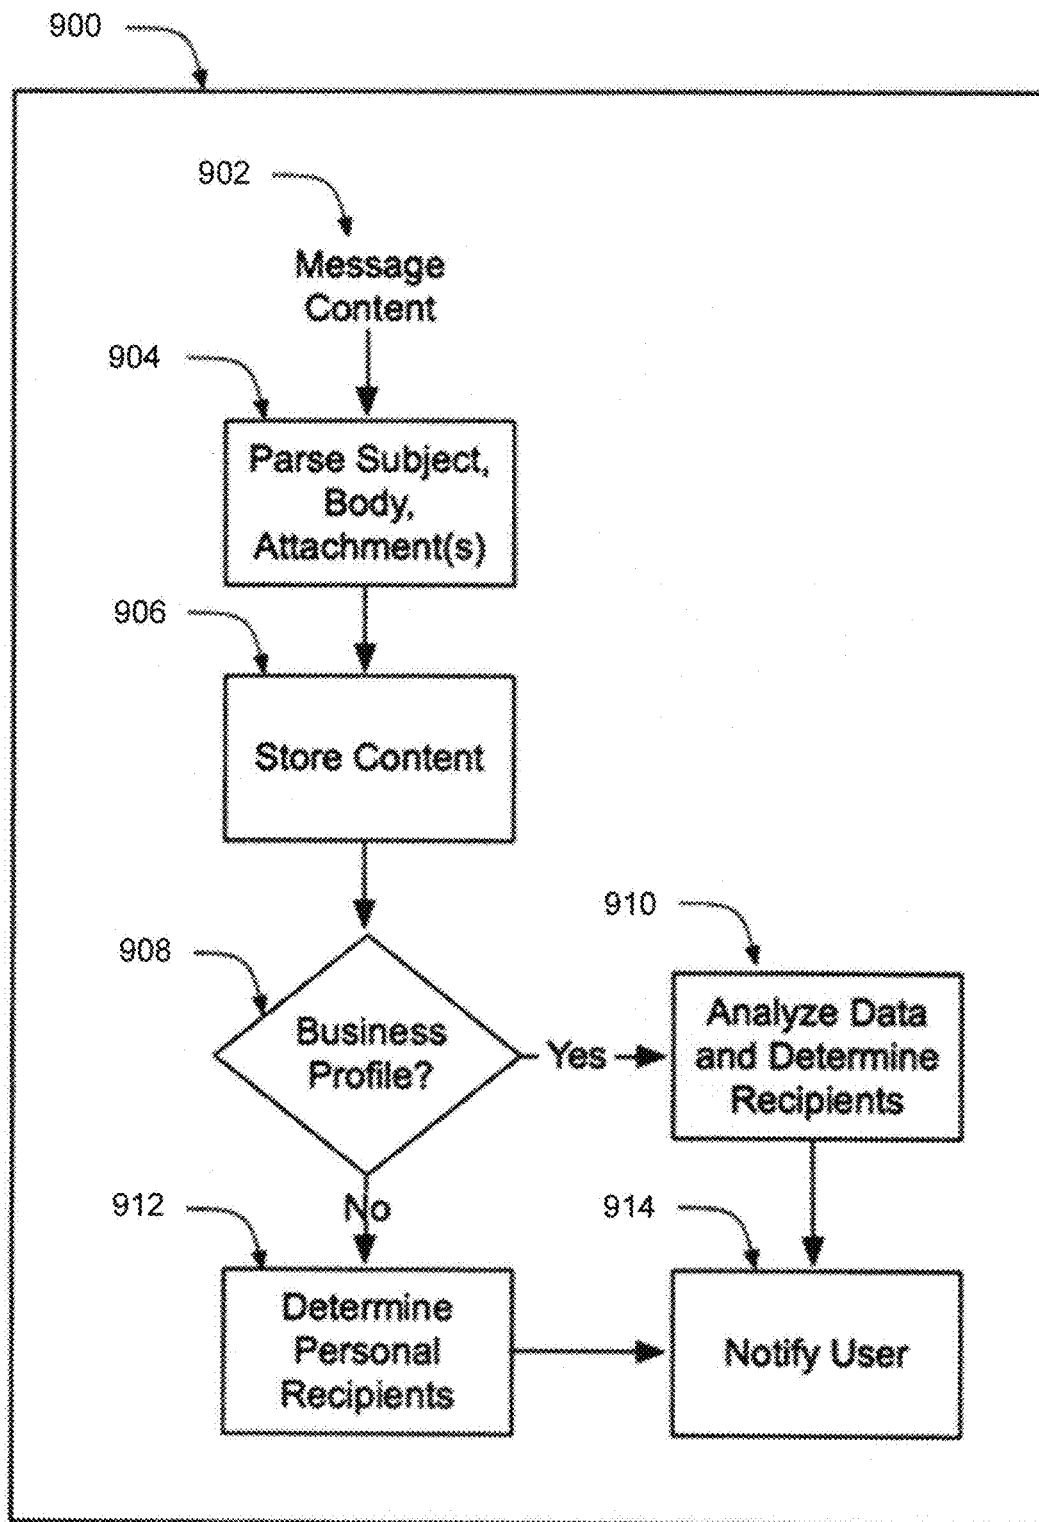 900
902
Message
Content
904
Parse Subject,
Body,
Attachment(s)
906
Store Content
908
Business
Profile?
Yes
910
Analyze Data
and Determine
Recipients
No
912
Determine
Personal
Recipients
914
Notify User